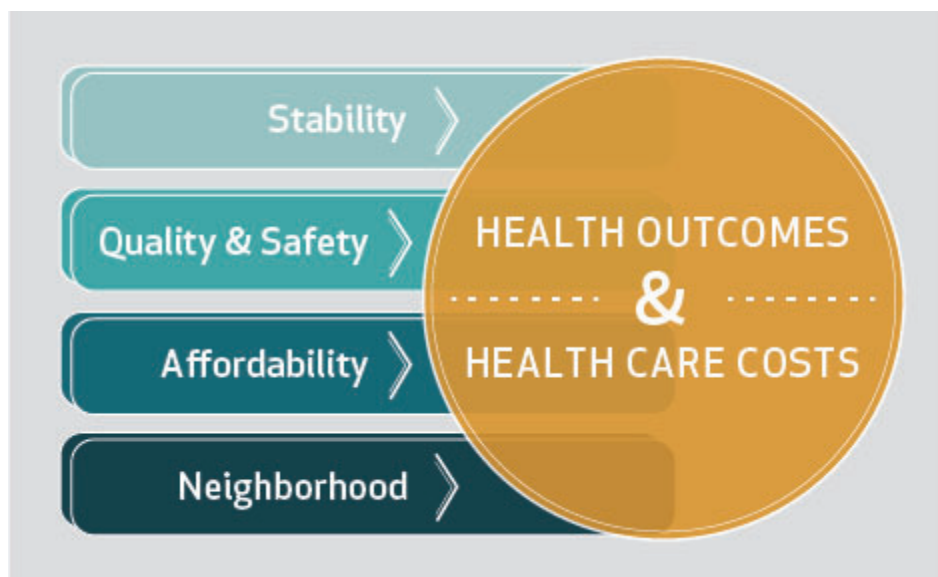 Stability
Quality & Safety
Affordability
Neighborhood
HEALTH OUTCOMES
&
HEALTH CARE COSTS